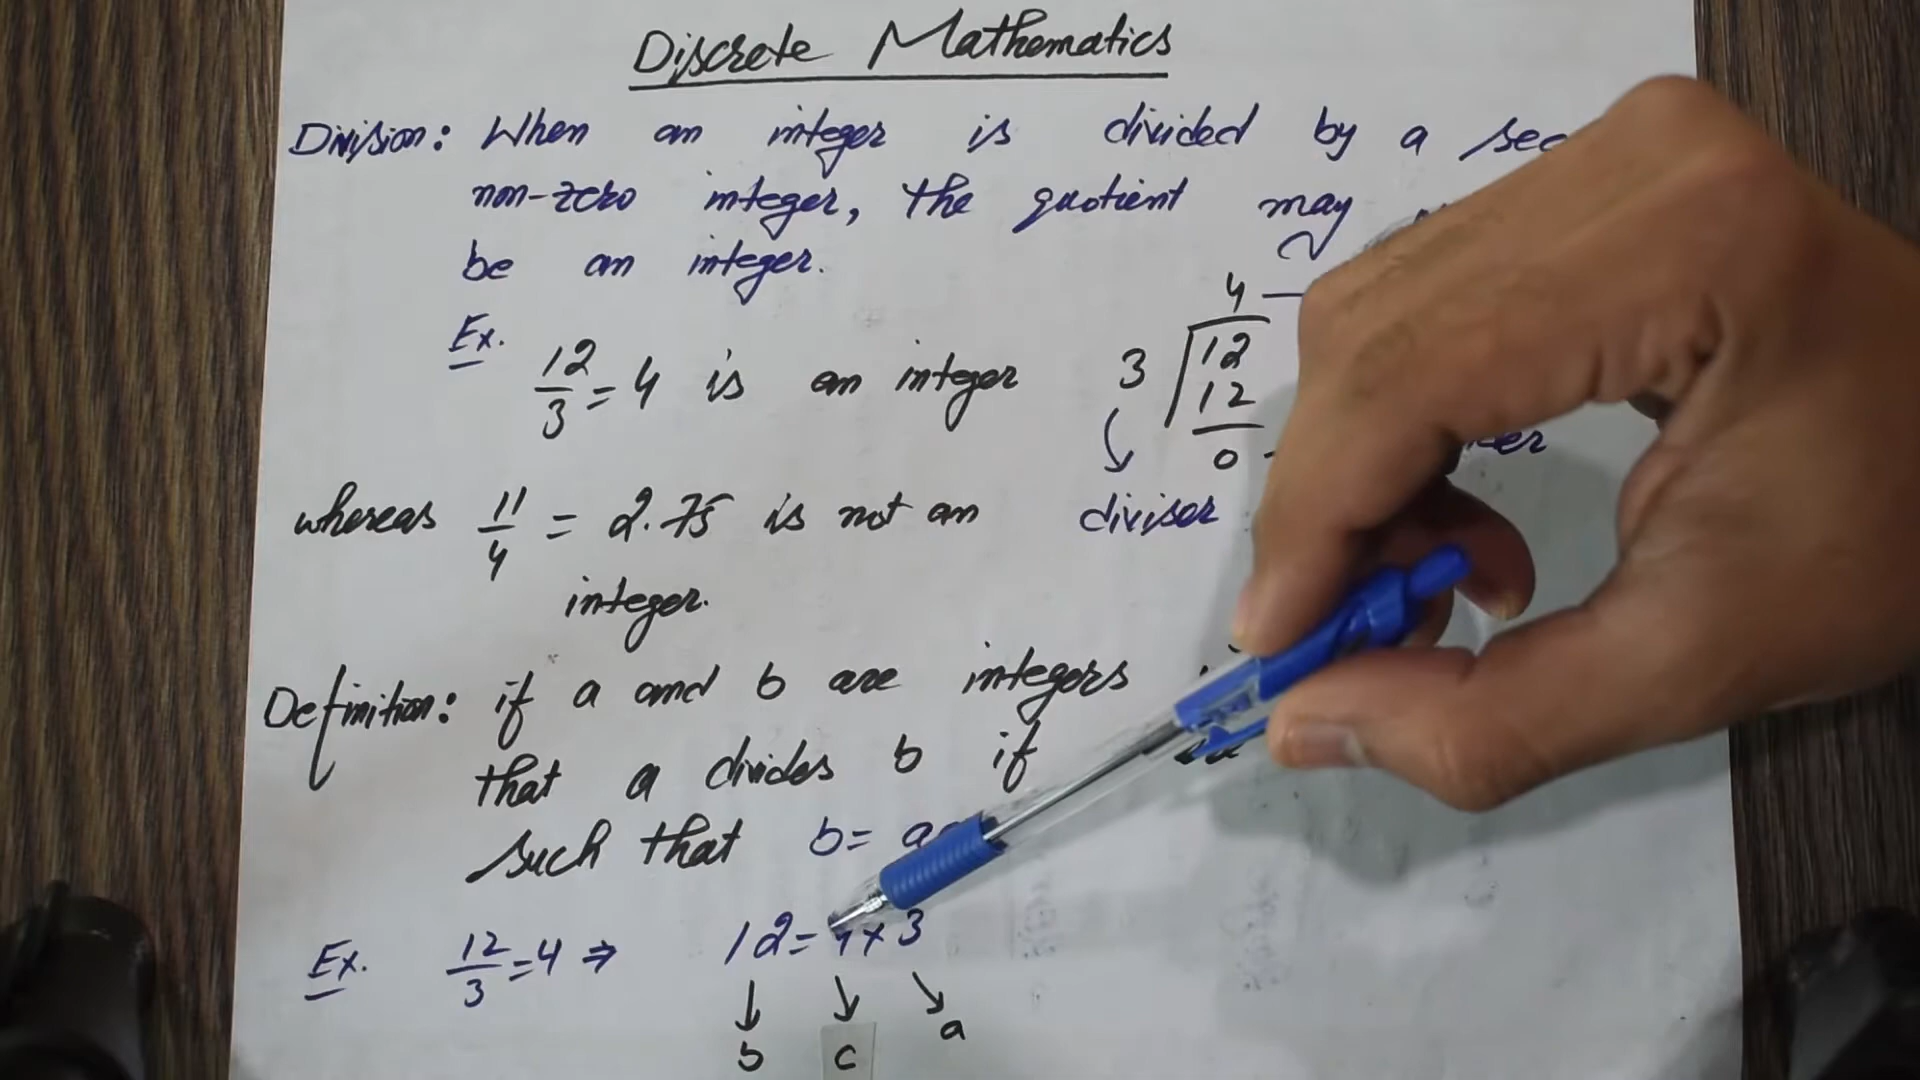 Discrete Mathematics
Division: When an integer is divided by a
non-zero integer, the quotient may
be an integer.
Ex. 12/3 = 4 is an integer
4
3 12
12
0
divisor
whereas 11/4 = 2.75 is not an
integer.
Definition: if a and b are integers
that a divides b if
such that b =
Ex. 12/3 = 4 ⇒ 12 = 4 x 3
↓ ↘ ↘
b c a